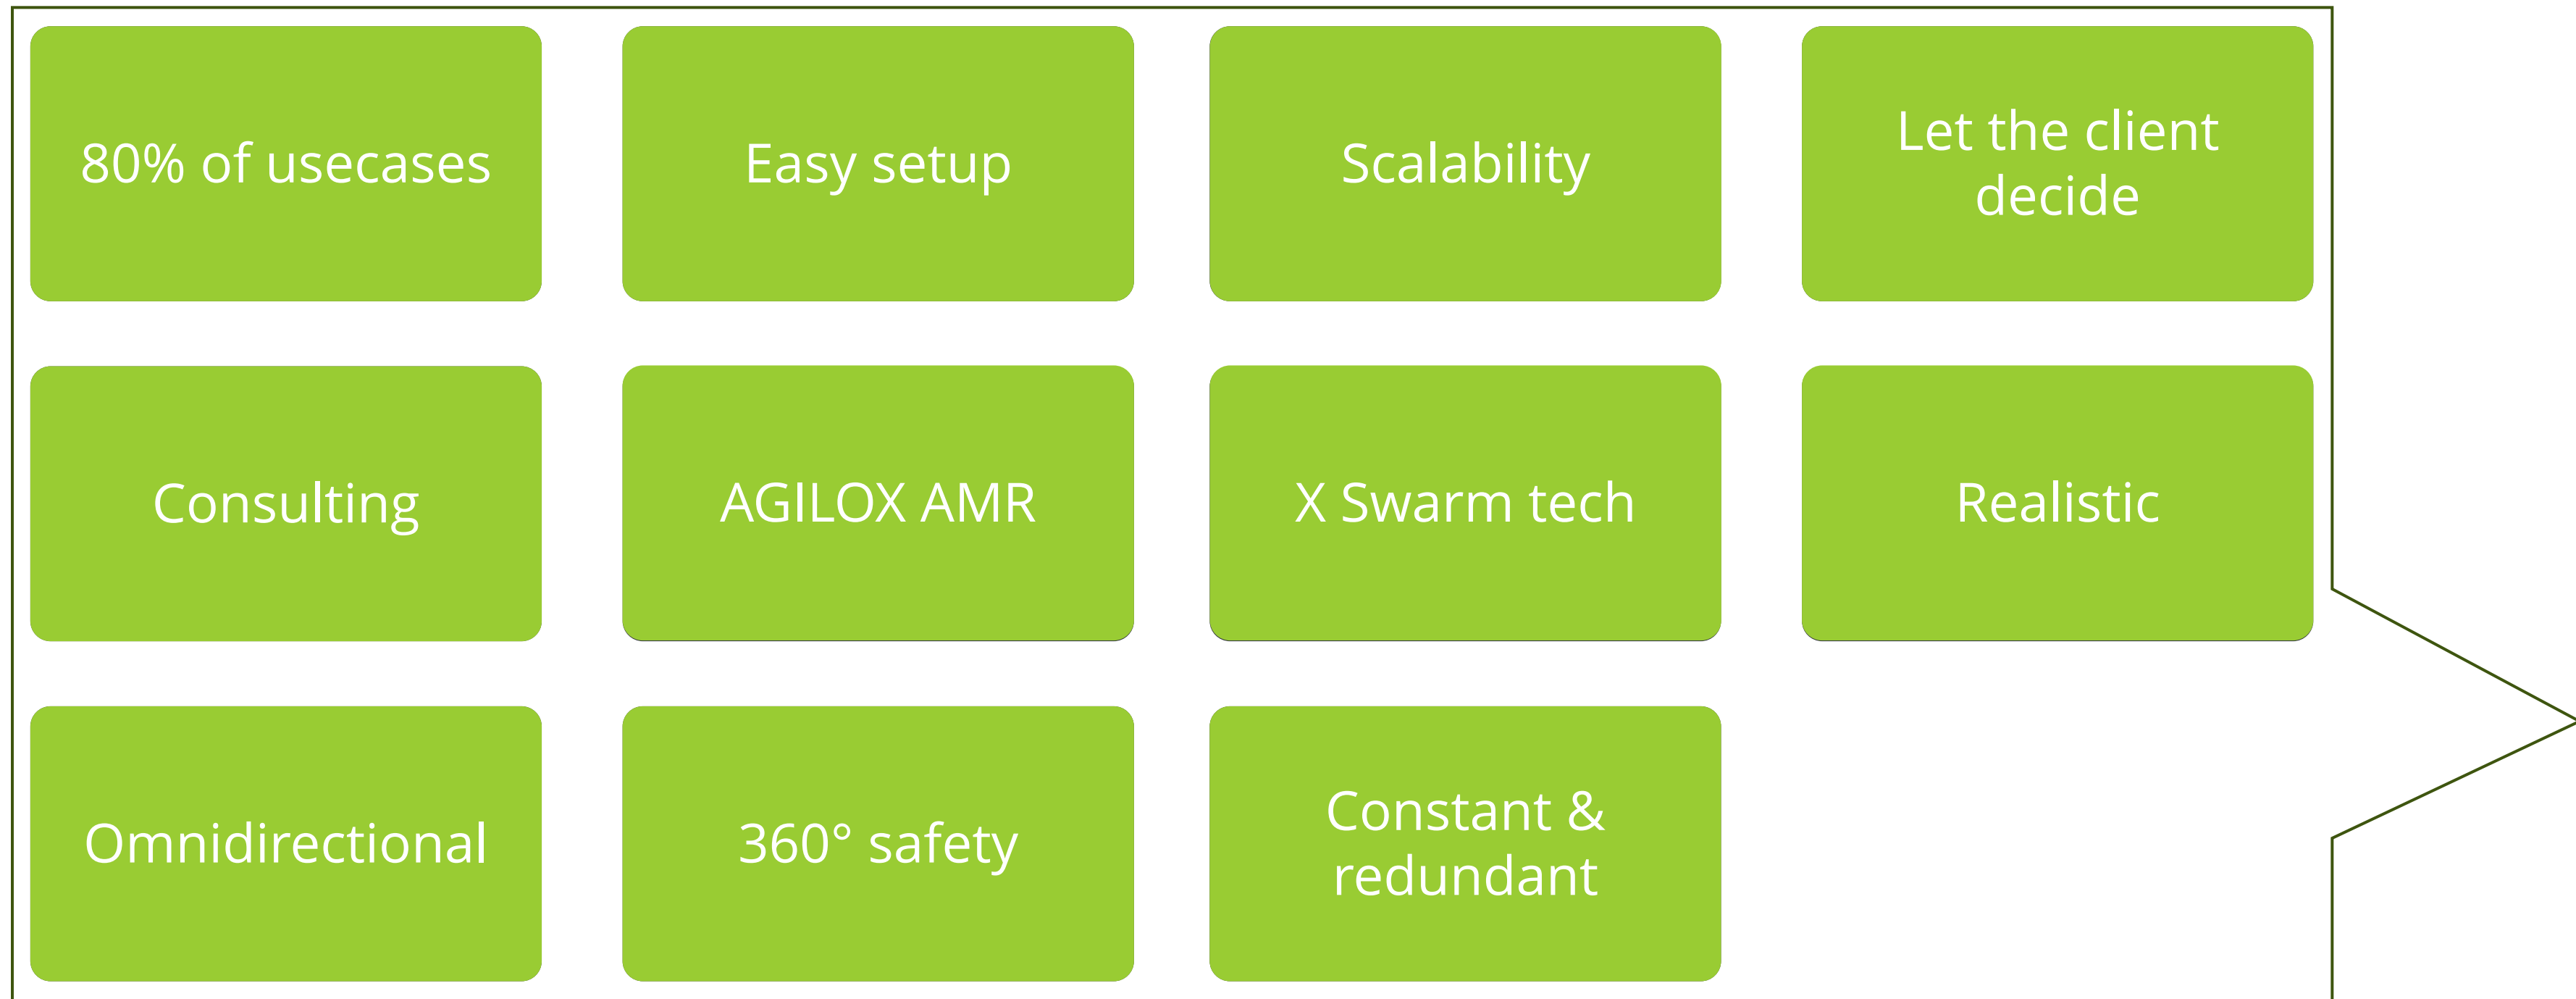 80% of usecases
Easy setup
Scalability
Let the client
decide
Consulting
AGILOX AMR
X Swarm tech
Realistic
Omnidirectional
360° safety
Constant &
redundant